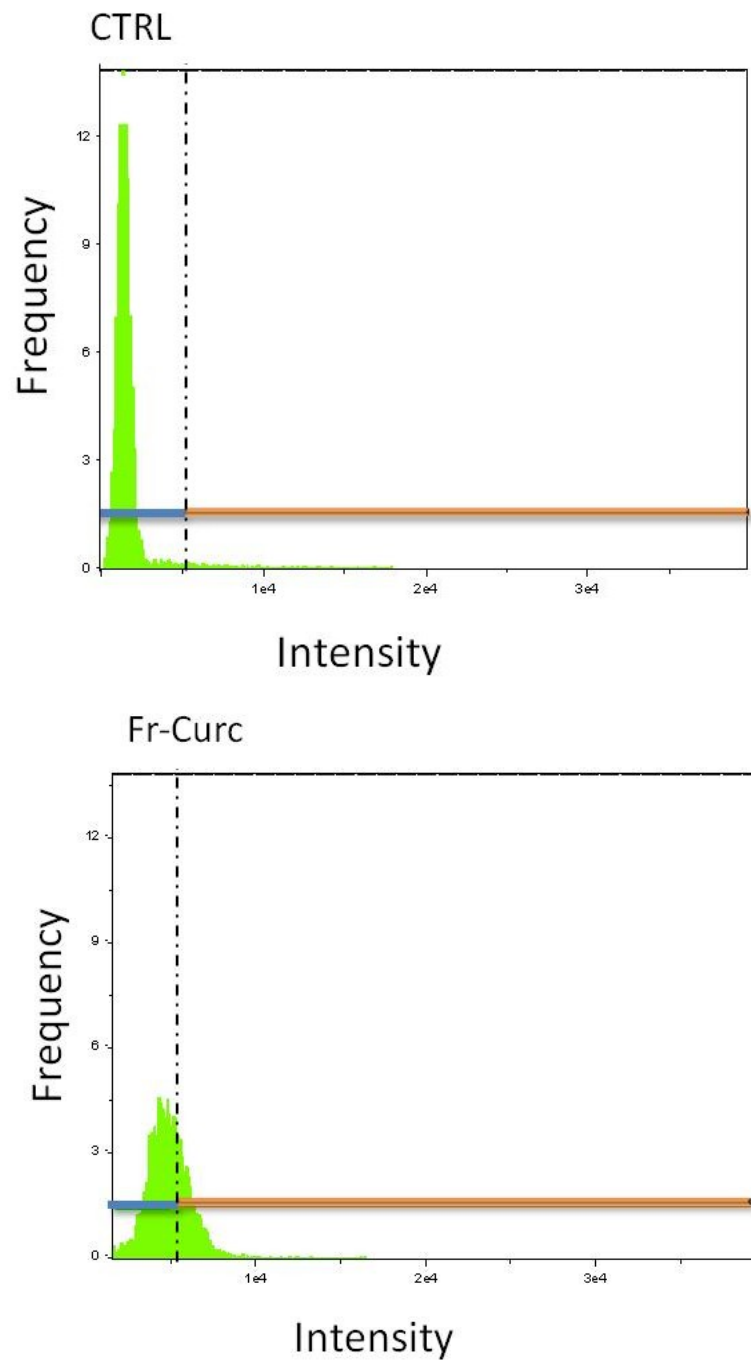 CTRL
Frequency
12
9
6
3
0
1e4 2e4 3e4
Intensity
Fr-Curc
Frequency
12
9
6
3
0
1e4 2e4 3e4
Intensity